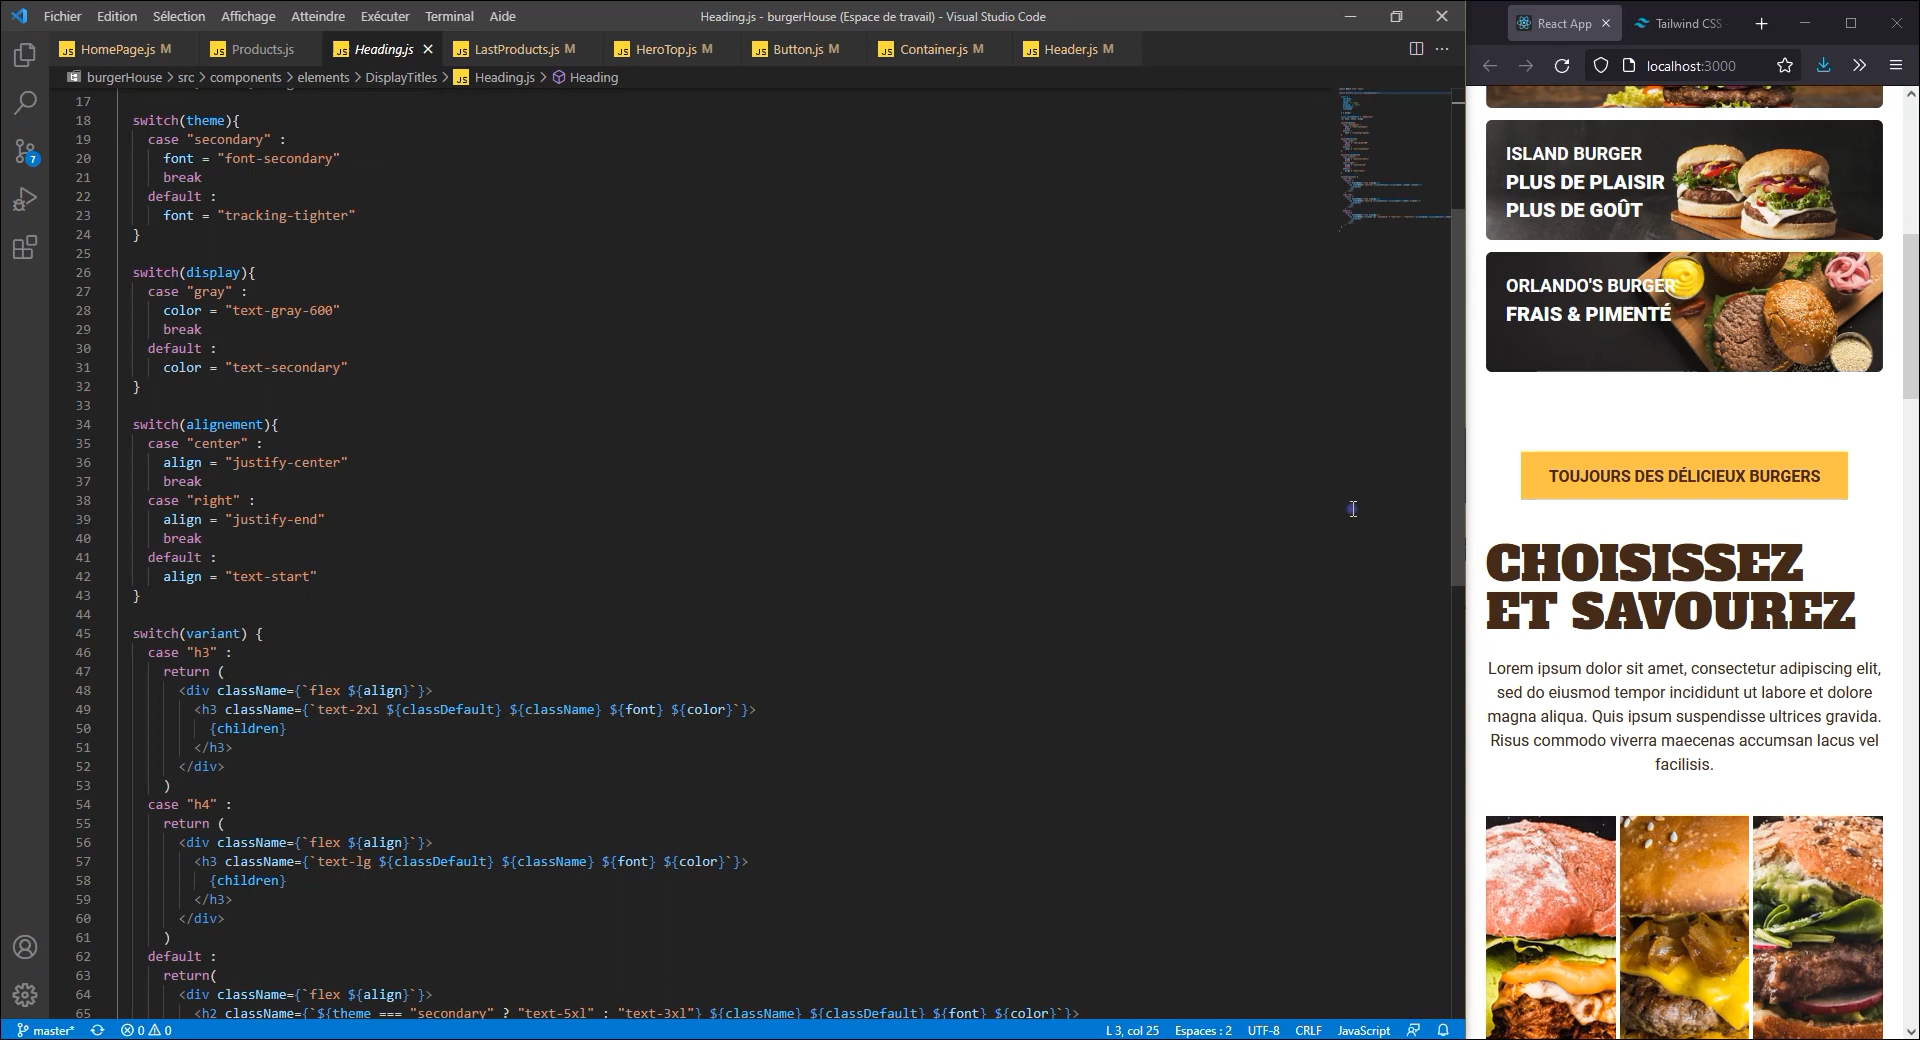 Fichier Edition Sélection Affichage Atteindre Exécuter Terminal Aide
Heading.js - burgerHouse (Espace de travail) - Visual Studio Code
JS HomePage.js M JS Products.js JS Heading.js JS LastProducts.js M JS HeroTop.js M JS Button.js M JS Container.js M JS Header.js M
burgerHouse > src > components > elements > DisplayTitles > JS Heading.js > Heading
17
18 switch(theme){
19 case "secondary" :
20 font = "font-secondary"
21 break
22 default :
23 font = "tracking-tighter"
24 }
25
26 switch(display){
27 case "gray" :
28 color = "text-gray-600"
29 break
30 default :
31 color = "text-secondary"
32 }
33
34 switch(alignement){
35 case "center" :
36 align = "justify-center"
37 break
38 case "right" :
39 align = "justify-end"
40 break
41 default :
42 align = "text-start"
43 }
44
45 switch(variant) {
46 case "h3" :
47 return (
48 <div className={`flex ${align}`}>
49 <h3 className={`text-2xl ${classDefault} ${className} ${font} ${color}`}>
50 {children}
51 </h3>
52 </div>
53 )
54 case "h4" :
55 return (
56 <div className={`flex ${align}`}>
57 <h3 className={`text-lg ${classDefault} ${className} ${font} ${color}`}>
58 {children}
59 </h3>
60 </div>
61 )
62 default :
63 return(
64 <div className={`flex ${align}`}>
65 <h2 className={`${theme === "secondary" ? "text-5xl" : "text-3xl"} ${className} ${classDefault} ${font} ${color}`}>
7
master* 0 0
L 3, col 25 Espaces : 2 UTF-8 CRLF JavaScript
React App Tailwind CSS
localhost:3000
ISLAND BURGER
PLUS DE PLAISIR
PLUS DE GOÛT
ORLANDO'S BURGER
FRAIS & PIMENTÉ
TOUJOURS DES DÉLICIEUX BURGERS
CHOISISSEZ
ET SAVOUREZ
Lorem ipsum dolor sit amet, consectetur adipiscing elit,
sed do eiusmod tempor incididunt ut labore et dolore
magna aliqua. Quis ipsum suspendisse ultrices gravida.
Risus commodo viverra maecenas accumsan lacus vel
facilisis.